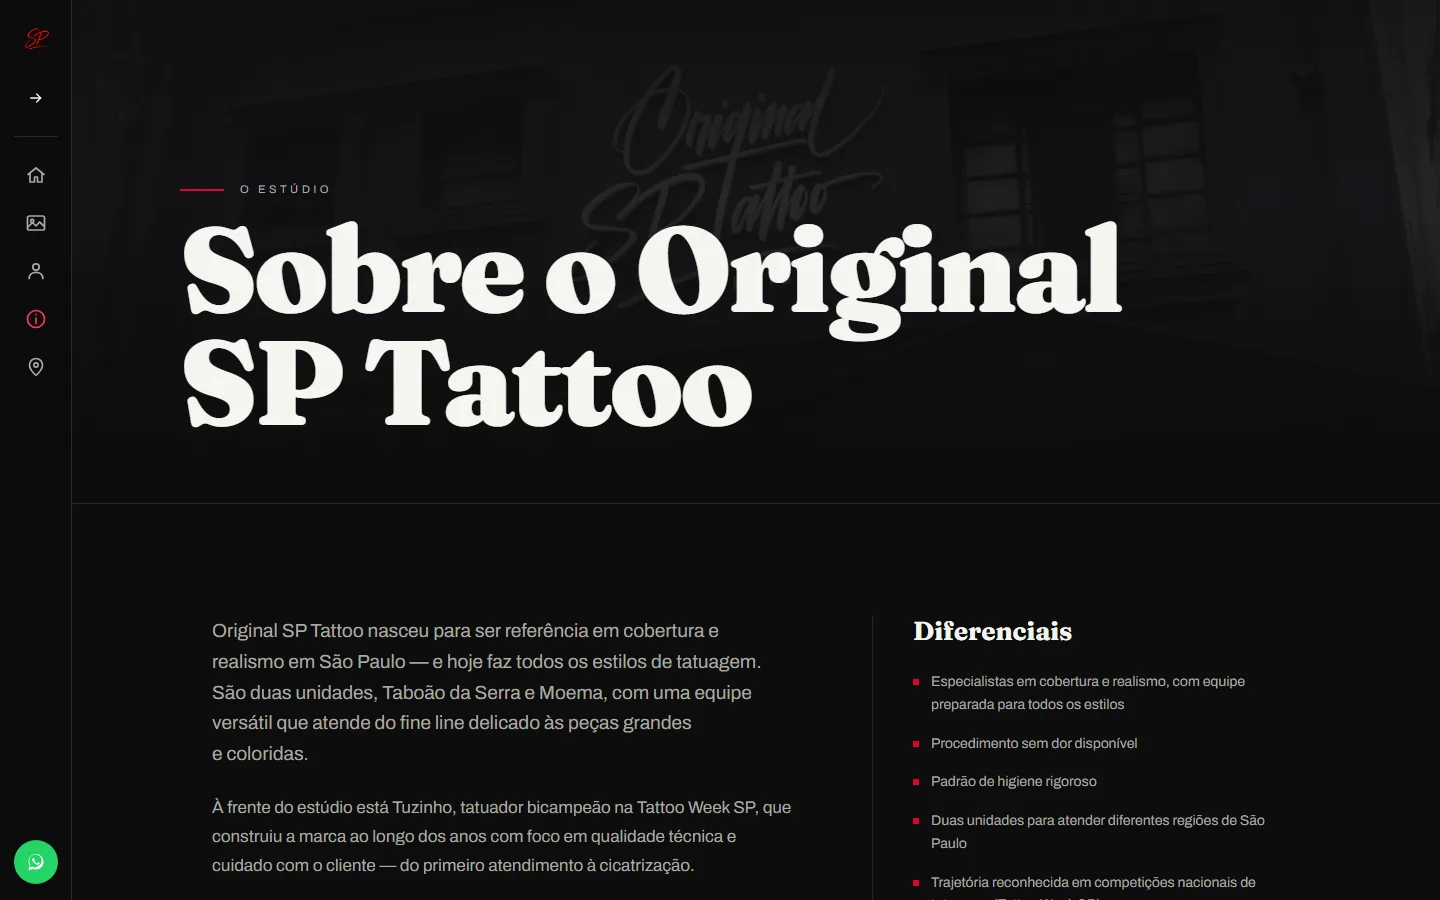 SP
Original
SP Tattoo
O ESTÚDIO
Sobre o Original
SP Tattoo
Original SP Tattoo nasceu para ser referência em cobertura e
realismo em São Paulo — e hoje faz todos os estilos de tatuagem.
São duas unidades, Taboão da Serra e Moema, com uma equipe
versátil que atende do fine line delicado às peças grandes
e coloridas.
À frente do estúdio está Tuzinho, tatuador bicampeão na Tattoo Week SP, que
construiu a marca ao longo dos anos com foco em qualidade técnica e
cuidado com o cliente — do primeiro atendimento à cicatrização.
Diferenciais
Especialistas em cobertura e realismo, com equipe
preparada para todos os estilos
Procedimento sem dor disponível
Padrão de higiene rigoroso
Duas unidades para atender diferentes regiões de São
Paulo
Trajetória reconhecida em competições nacionais de